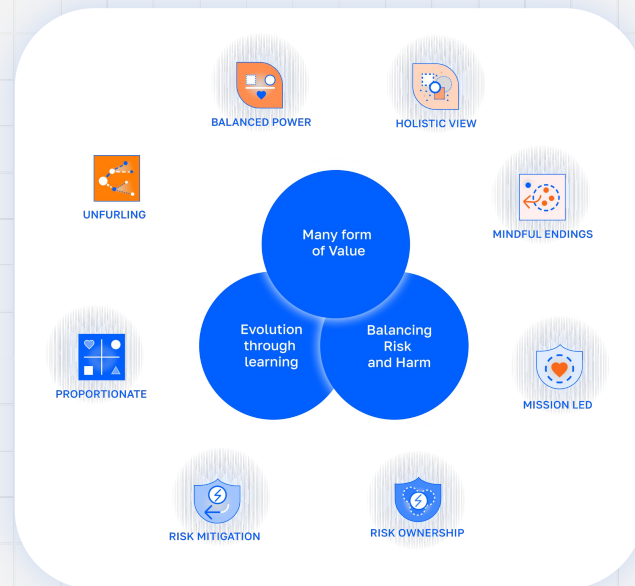 BALANCED POWER
HOLISTIC VIEW
UNFURLING
MINDFUL ENDINGS
Many form
of Value
Evolution
through
learning
Balancing
Risk
and Harm
PROPORTIONATE
MISSION LED
RISK MITIGATION
RISK OWNERSHIP